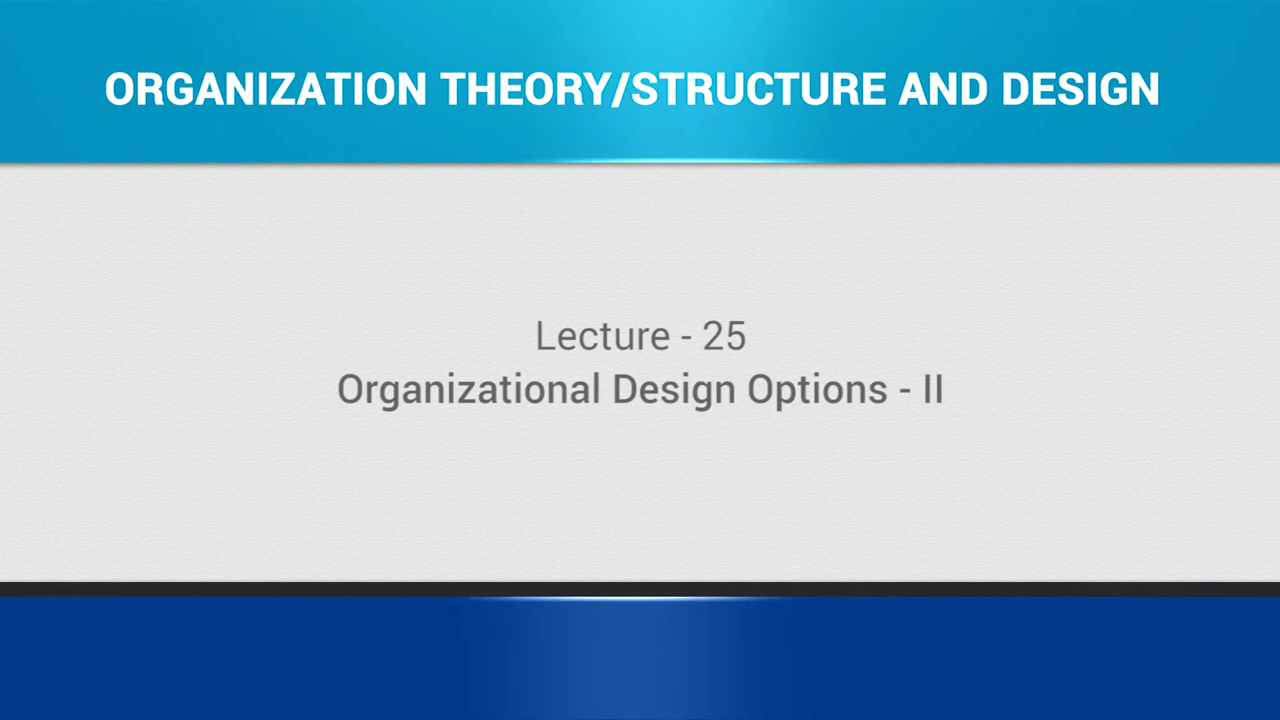 ORGANIZATION THEORY/STRUCTURE AND DESIGN
Lecture - 25
Organizational Design Options - II